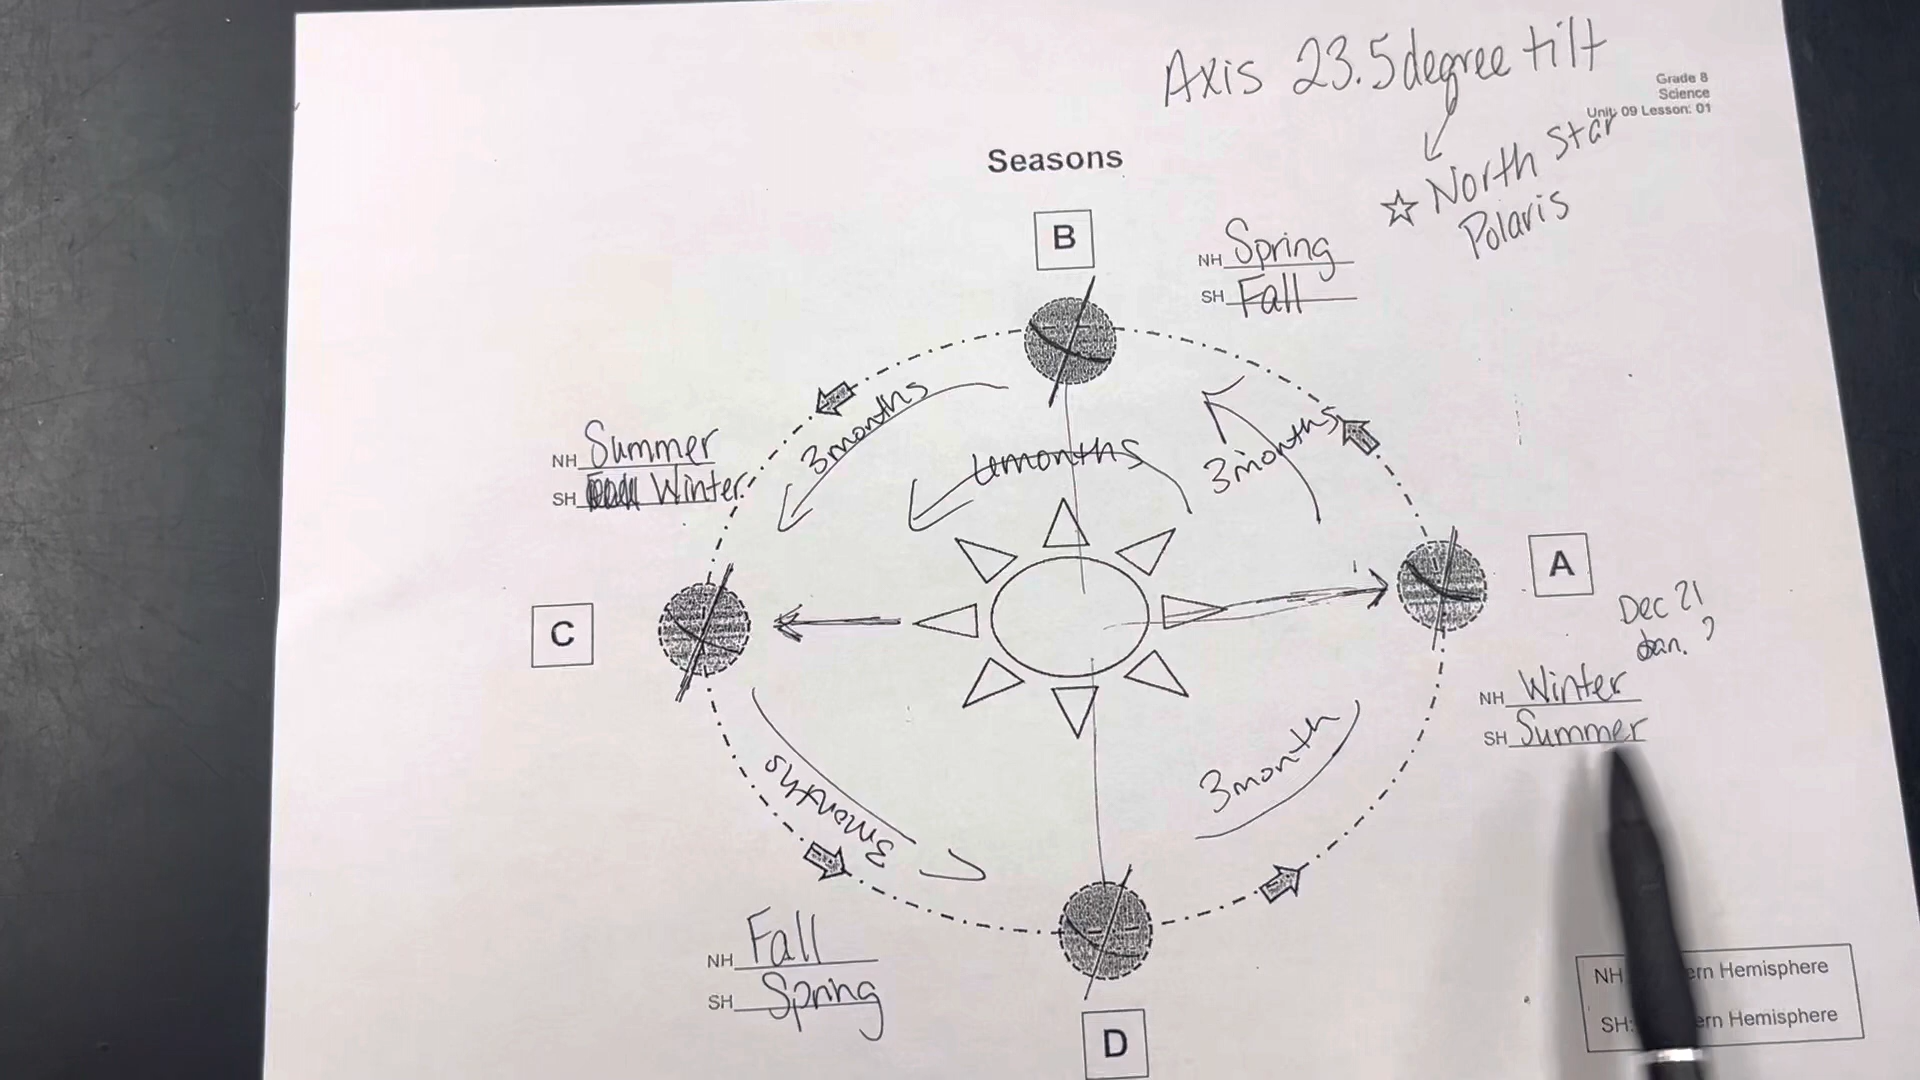 Axis 23.5 degree tilt
Grade 8
Science
Unit: 09 Lesson: 01
North Star
Polaris
Seasons
B
NH Spring
SH Fall
3 months
3 months
NH Summer
SH Winter
months
A
C
Dec 21
Jan. ?
NH Winter
SH Summer
3 months
3 month
NH Fall
SH Spring
D
NH ern Hemisphere
SH: ern Hemisphere